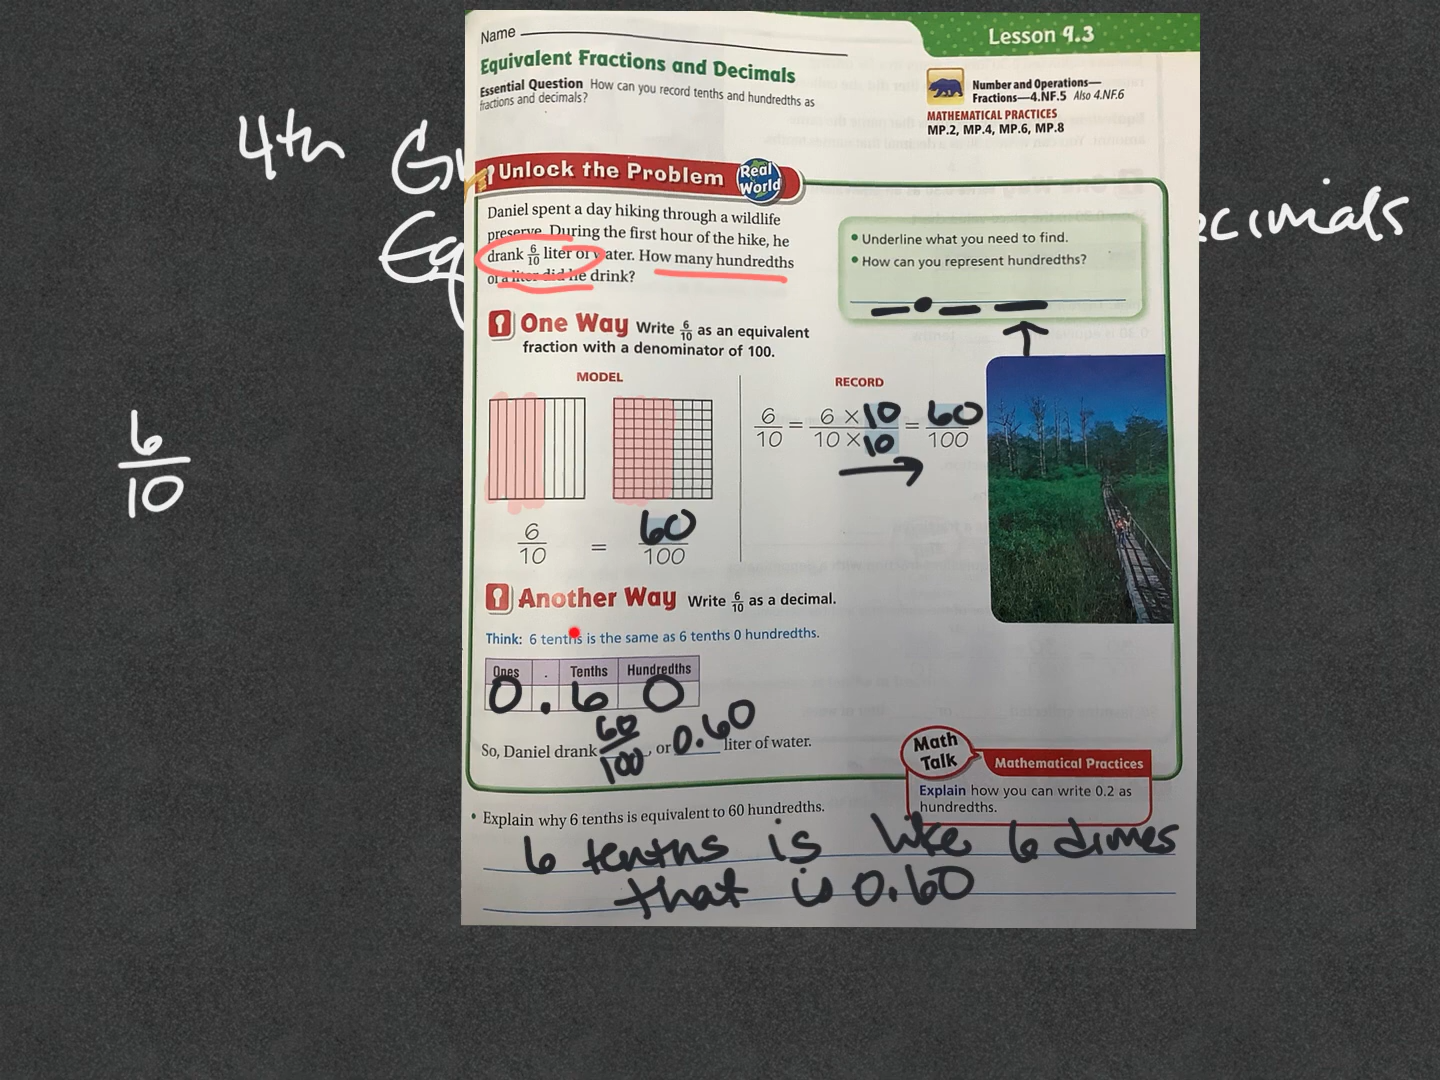 4th Gr
Eq ecimals
6
10
Name
Lesson 9.3
Equivalent Fractions and Decimals
Essential Question How can you record tenths and hundredths as
fractions and decimals?
Number and Operations—
Fractions—4.NF.5 Also 4.NF.6
MATHEMATICAL PRACTICES
MP.2, MP.4, MP.6, MP.8
Unlock the Problem
Real
World
Daniel spent a day hiking through a wildlife
preserve. During the first hour of the hike, he
drank 6/10 liter of water. How many hundredths
of a liter did he drink?
• Underline what you need to find.
• How can you represent hundredths?
One Way Write 6/10 as an equivalent
fraction with a denominator of 100.
MODEL
6/10 = 60/100
RECORD
6/10 = 6 × 10/10 × 10 = 60/100
Another Way Write 6/10 as a decimal.
Think: 6 tenths is the same as 6 tenths 0 hundredths.
Ones . Tenths Hundredths
0 . 6 0
So, Daniel drank 60/100, or 0.60 liter of water.
Math
Talk
Mathematical Practices
Explain how you can write 0.2 as
hundredths.
• Explain why 6 tenths is equivalent to 60 hundredths.
6 tenths is like 6 dimes
that is 0.60